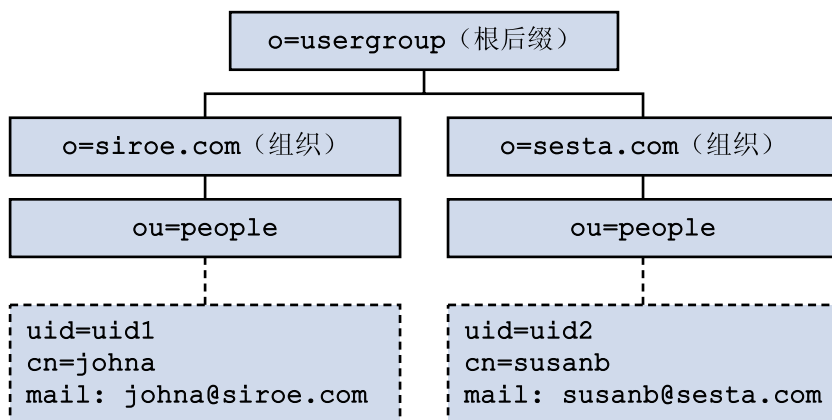 o=usergroup（根后缀）
o=siroe.com（组织）
o=sesta.com（组织）
ou=people
ou=people
uid=uid1
cn=johna
mail: johna@siroe.com
uid=uid2
cn=susanb
mail: susanb@sesta.com